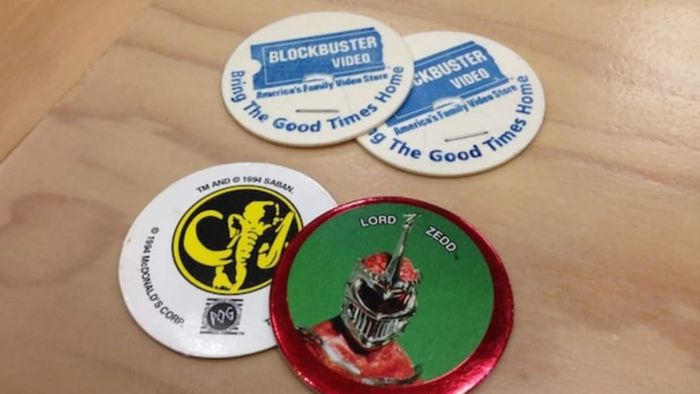 BLOCKBUSTER
VIDEO
America's Family Video Store
Bring The Good Times Home
CKBUSTER
VIDEO
America's Family Video Store
The Good Times Home
TM AND © 1994 SABAN.
© 1994 McDONALD'S CORP.
POG
LORD ZEDD™